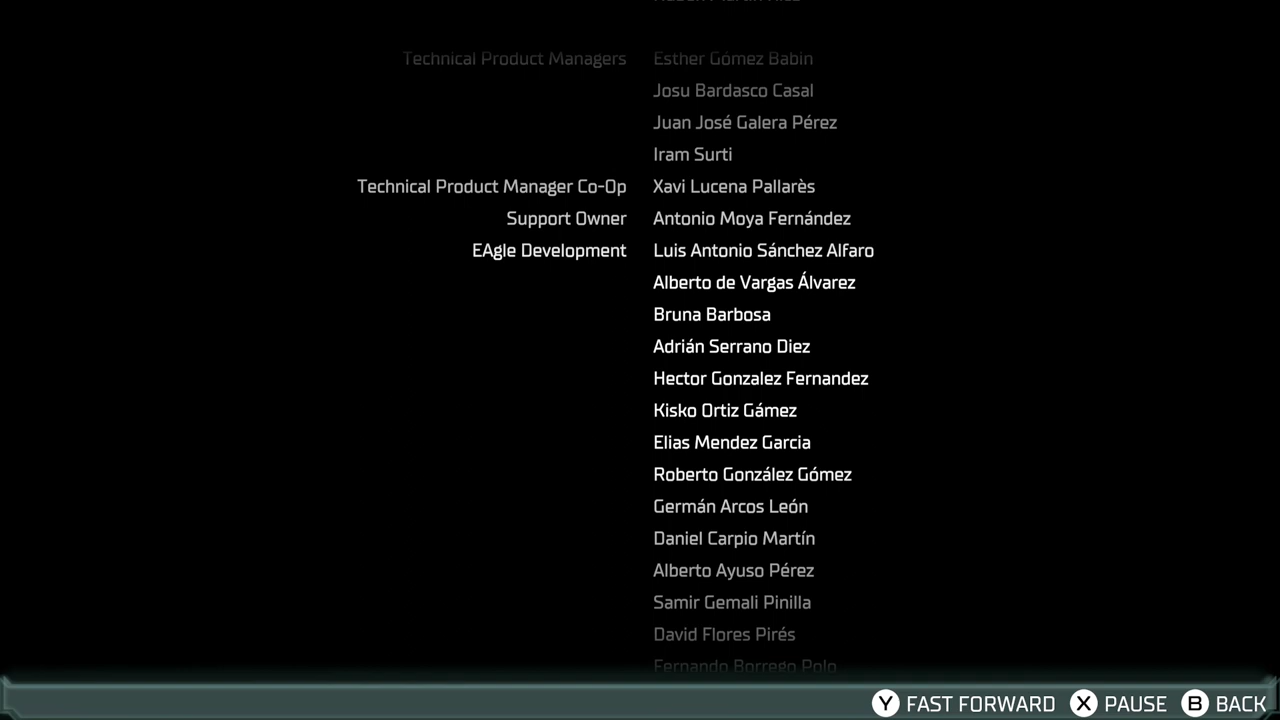 Technical Product Managers Esther Gómez Babin
Josu Bardasco Casal
Juan José Galera Pérez
Iram Surti
Technical Product Manager Co-Op Xavi Lucena Pallarès
Support Owner Antonio Moya Fernández
EAgle Development Luis Antonio Sánchez Alfaro
Alberto de Vargas Álvarez
Bruna Barbosa
Adrián Serrano Diez
Hector Gonzalez Fernandez
Kisko Ortiz Gámez
Elias Mendez Garcia
Roberto González Gómez
Germán Arcos León
Daniel Carpio Martín
Alberto Ayuso Pérez
Samir Gemali Pinilla
David Flores Pirés
Fernando Borrego Polo
Y FAST FORWARD X PAUSE B BACK